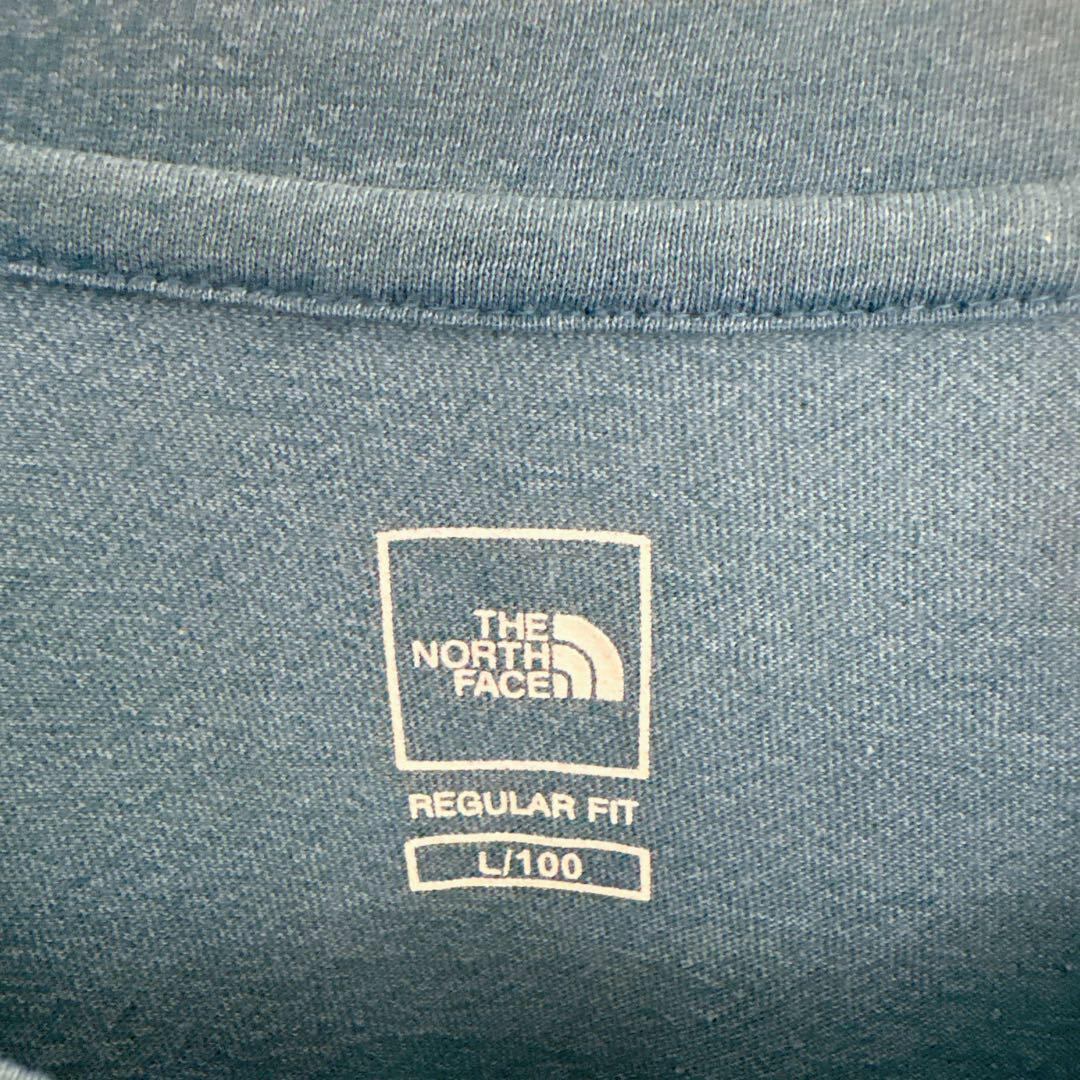 THE
NORTH
FACE
REGULAR FIT
L/100